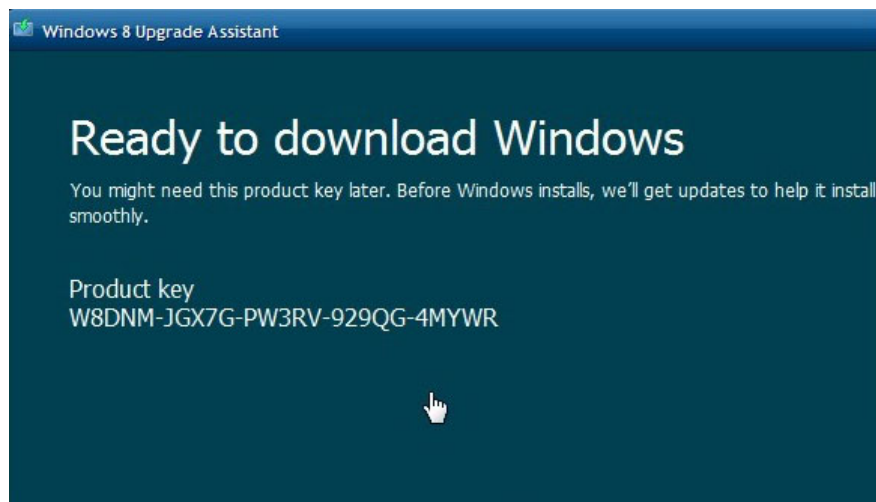 Windows 8 Upgrade Assistant
Ready to download Windows
You might need this product key later. Before Windows installs, we'll get updates to help it install
smoothly.
Product key
W8DNM-JGX7G-PW3RV-929QG-4MYWR